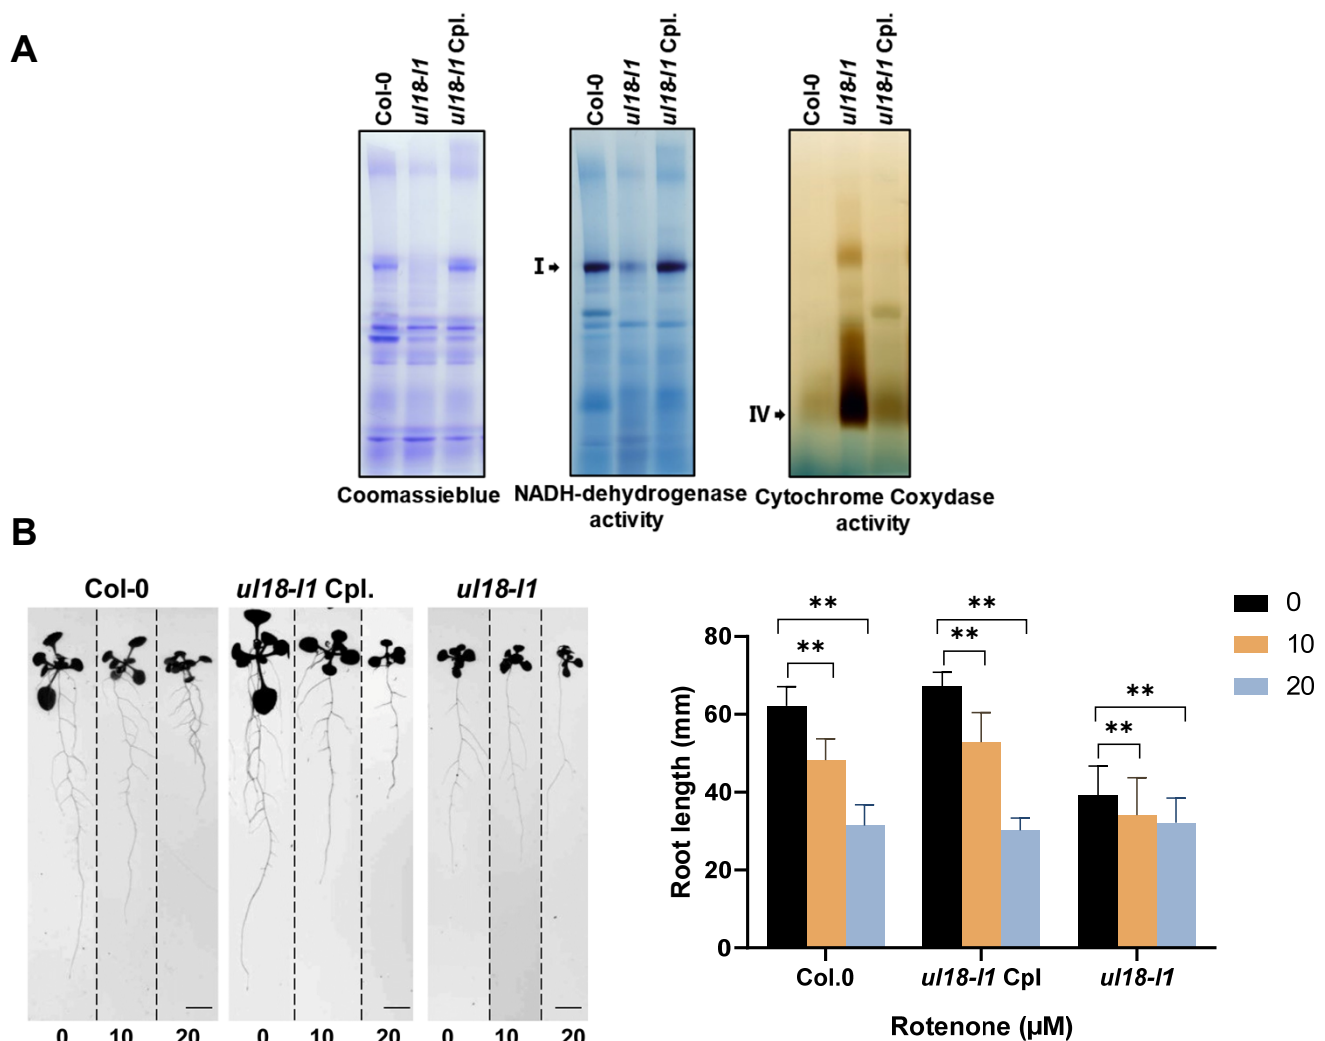 A
Col-0
ul18-l1
ul18-l1 Cpl.
Col-0
ul18-l1
ul18-l1 Cpl.
Col-0
ul18-l1
ul18-l1 Cpl.
I
IV
Coomassieblue
NADH-dehydrogenase
activity
Cytochrome Coxydase
activity
B
Col-0
ul18-l1 Cpl.
ul18-l1
0 10 20
0 10 20
0 10 20
Root length (mm)
80
60
40
20
0
** **
** **
** **
0
10
20
Col.0
ul18-l1 Cpl
ul18-l1
Rotenone (µM)